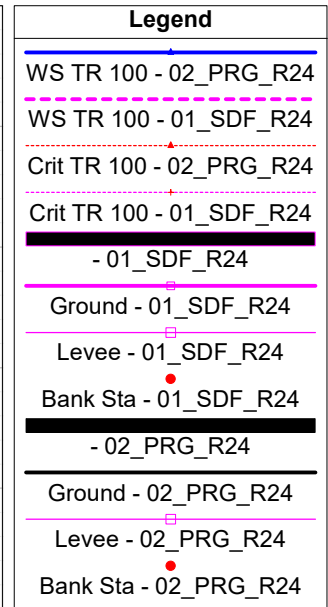 Legend
WS TR 100 - 02_PRG_R24
WS TR 100 - 01_SDF_R24
Crit TR 100 - 02_PRG_R24
Crit TR 100 - 01_SDF_R24
- 01_SDF_R24
Ground - 01_SDF_R24
Levee - 01_SDF_R24
Bank Sta - 01_SDF_R24
- 02_PRG_R24
Ground - 02_PRG_R24
Levee - 02_PRG_R24
Bank Sta - 02_PRG_R24